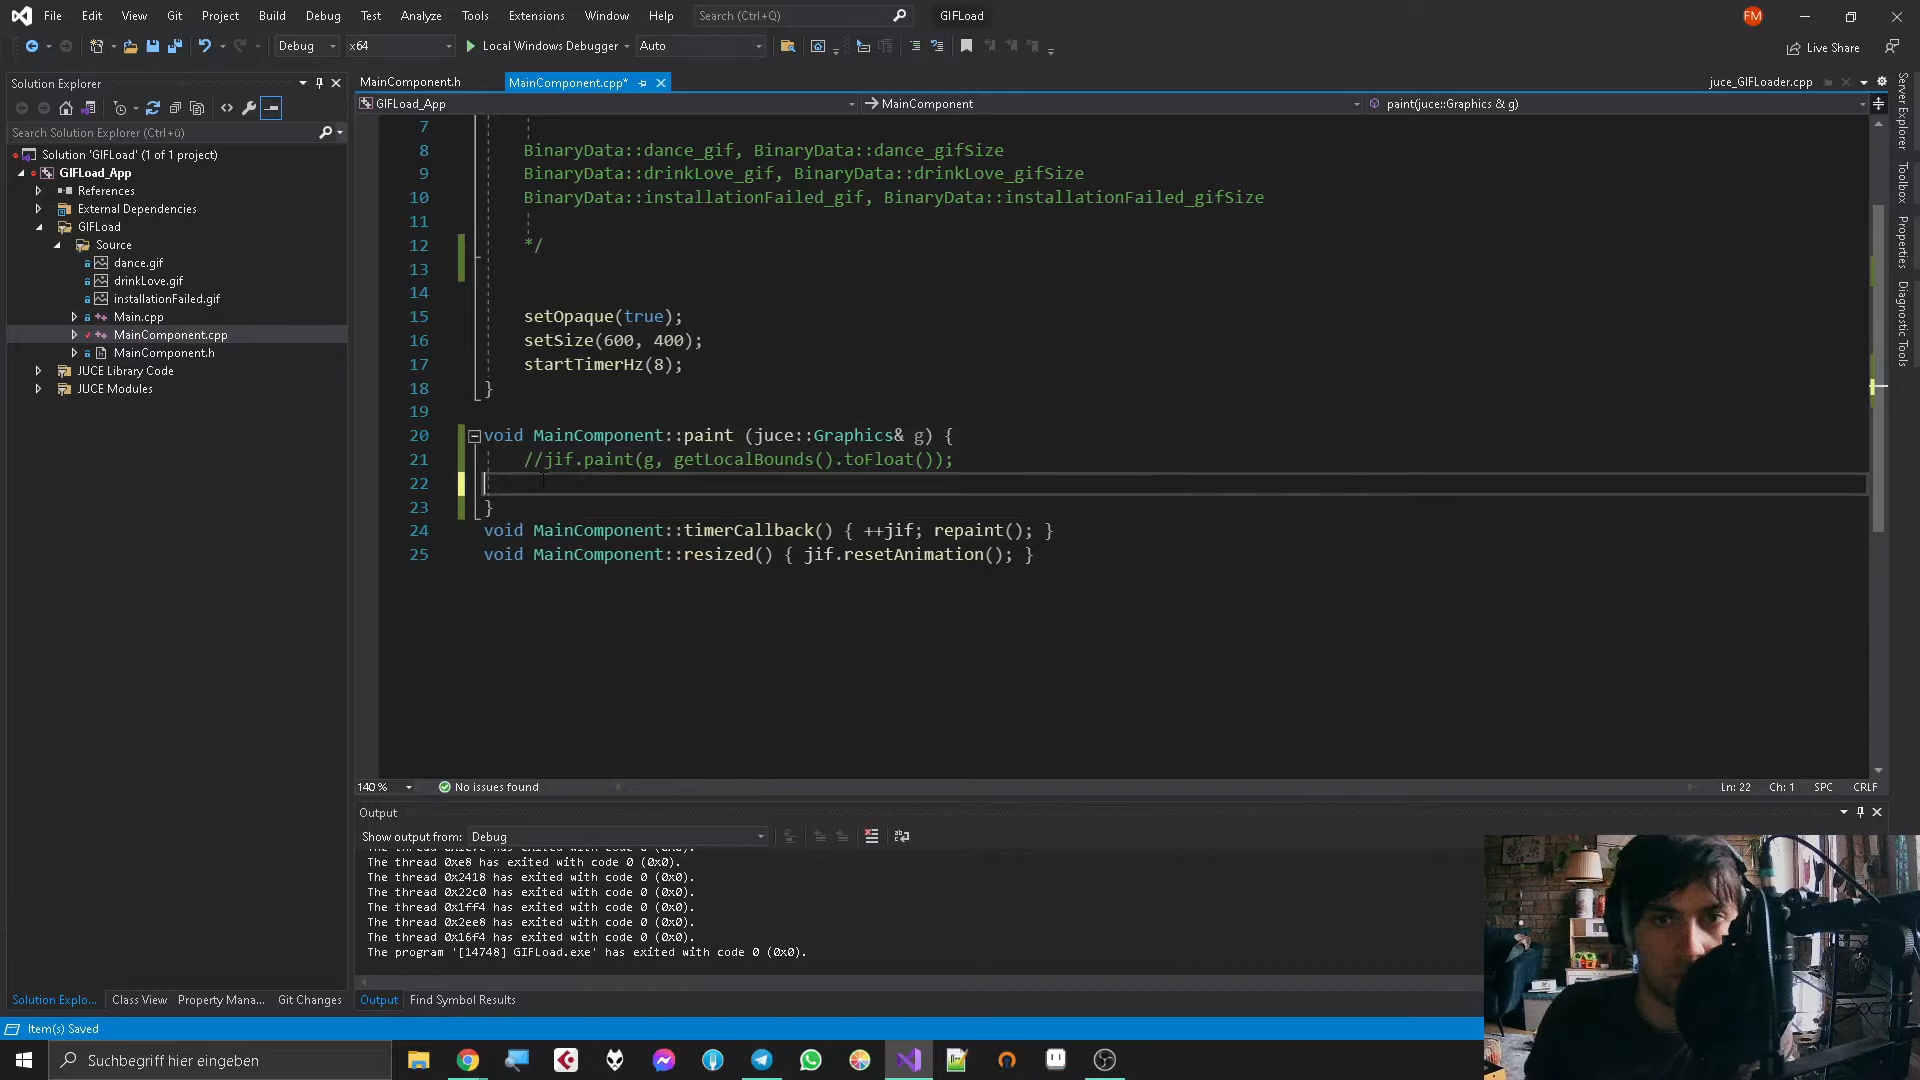 File Edit View Git Project Build Debug Test Analyze Tools Extensions Window Help Search (Ctrl+Q) GIFLoad FM
Debug x64 Local Windows Debugger Auto Live Share
Solution Explorer
MainComponent.h MainComponent.cpp* juce_GIFLoader.cpp
GIFLoad_App MainComponent paint(juce::Graphics & g)
Search Solution Explorer (Ctrl+ü)
Solution 'GIFLoad' (1 of 1 project)
GIFLoad_App
References
External Dependencies
GIFLoad
Source
dance.gif
drinkLove.gif
installationFailed.gif
Main.cpp
MainComponent.cpp
MainComponent.h
JUCE Library Code
JUCE Modules
7
8 BinaryData::dance_gif, BinaryData::dance_gifSize
9 BinaryData::drinkLove_gif, BinaryData::drinkLove_gifSize
10 BinaryData::installationFailed_gif, BinaryData::installationFailed_gifSize
11
12 */
13
14
15 setOpaque(true);
16 setSize(600, 400);
17 startTimerHz(8);
18 }
19
20 void MainComponent::paint (juce::Graphics& g) {
21 //jif.paint(g, getLocalBounds().toFloat());
22
23 }
24 void MainComponent::timerCallback() { ++jif; repaint(); }
25 void MainComponent::resized() { jif.resetAnimation(); }
Server Explorer
Toolbox
Properties
Diagnostic Tools
140 % No issues found Ln: 22 Ch: 1 SPC CRLF
Output
Show output from: Debug
The thread 0xe8 has exited with code 0 (0x0).
The thread 0x2418 has exited with code 0 (0x0).
The thread 0x22c0 has exited with code 0 (0x0).
The thread 0x1ff4 has exited with code 0 (0x0).
The thread 0x2ee8 has exited with code 0 (0x0).
The thread 0x16f4 has exited with code 0 (0x0).
The program '[14748] GIFLoad.exe' has exited with code 0 (0x0).
Solution Explo... Class View Property Mana... Git Changes Output Find Symbol Results
Item(s) Saved
Suchbegriff hier eingeben